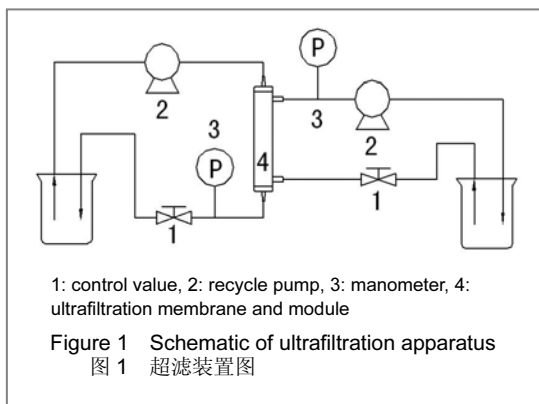 P
2
P
3
3
2
4
1
1
1: control value, 2: recycle pump, 3: manometer, 4:
ultrafiltration membrane and module
Figure 1 Schematic of ultrafiltration apparatus
图 1 超滤装置图